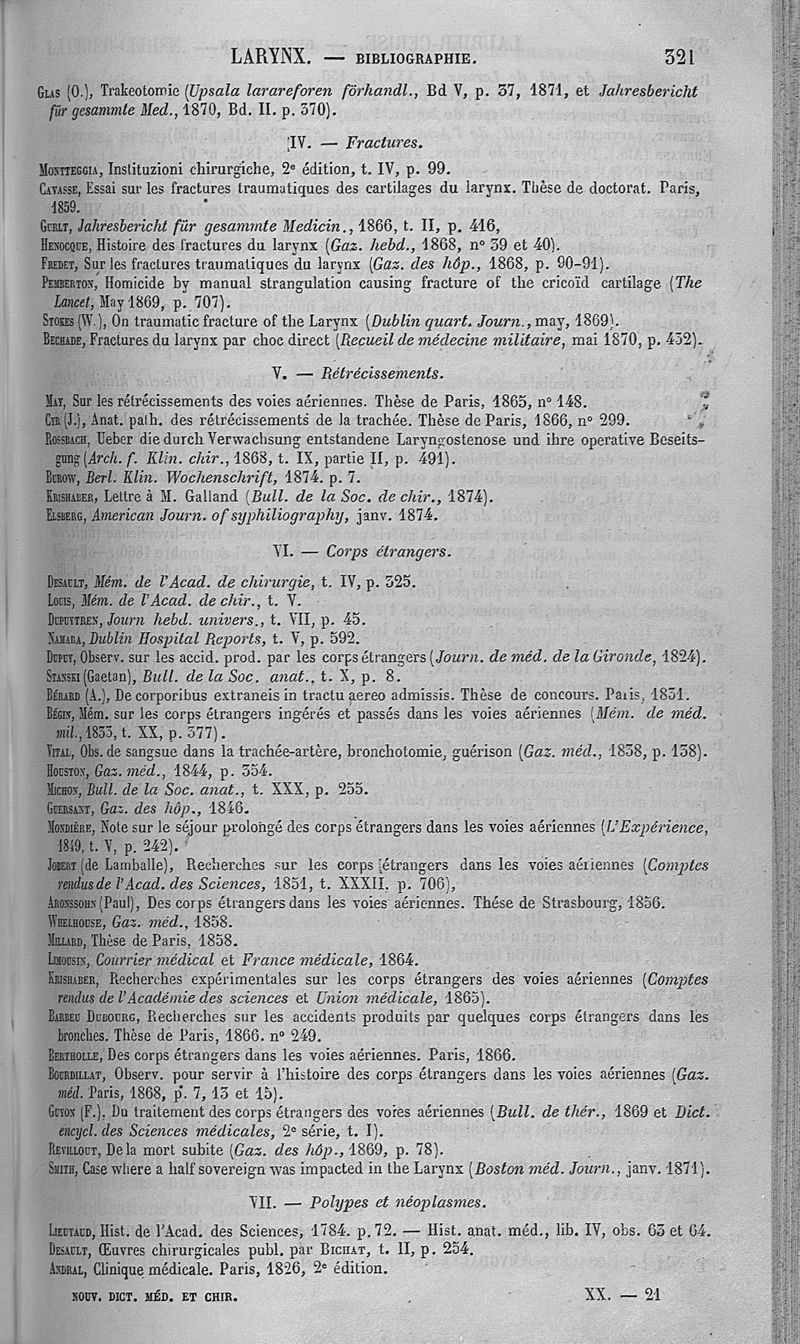 LARYNX. — BIBLIOGRAPHIE. 321
GLAS (O.), Trakeotomie (Upsala larareforen förhandl., Bd V, p. 37, 1871, et Jahresbericht
für gesammte Med., 1870, Bd. II. p. 370).
IV. — Fractures.
MONTTEGGIA, Instituzioni chirurgiche, 2e édition, t. IV, p. 99.
CAVASSE, Essai sur les fractures traumatiques des cartilages du larynx. Thèse de doctorat. Paris,
1859.
GURLT, Jahresbericht für gesammte Medicin., 1866, t. II, p. 416,
HENOCQUE, Histoire des fractures du larynx (Gaz. hebd., 1868, n° 39 et 40).
FREDET, Sur les fractures traumatiques du larynx (Gaz. des hôp., 1868, p. 90-91).
PEMBERTON, Homicide by manual strangulation causing fracture of the cricoïd cartilage (The
Lancet, May 1869, p. 707).
STOKES (W.), On traumatic fracture of the Larynx (Dublin quart. Journ., may, 1869).
BECHADE, Fractures du larynx par choc direct (Recueil de médecine militaire, mai 1870, p. 432).
V. — Rétrécissements.
MAY, Sur les rétrécissements des voies aériennes. Thèse de Paris, 1865, n° 148.
CYR (J.), Anat. path. des rétrécissements de la trachée. Thèse de Paris, 1866, n° 299.
ROSSBACH, Ueber die durch Verwachsung entstandene Laryngostenose und ihre operative Beseits-
gung (Arch. f. Klin. chir., 1868, t. IX, partie II, p. 491).
BUROW, Berl. Klin. Wochenschrift, 1874. p. 7.
KRISHABER, Lettre à M. Galland (Bull. de la Soc. de chir., 1874).
ELSBERG, American Journ. of syphiliography, janv. 1874.
VI. — Corps étrangers.
DESAULT, Mém. de l'Acad. de chirurgie, t. IV, p. 325.
LOUIS, Mém. de l'Acad. de chir., t. V.
DUPUYTREN, Journ hebd. univers., t. VII, p. 45.
NAMARA, Dublin Hospital Reports, t. V, p. 592.
DUPUY, Observ. sur les accid. prod. par les corps étrangers (Journ. de méd. de la Gironde, 1824).
STANSKI (Gaetan), Bull. de la Soc. anat., t. X, p. 8.
BÉRARD (A.), De corporibus extraneis in tractu aereo admissis. Thèse de concours. Paris, 1831.
BÉGIN, Mém. sur les corps étrangers ingérés et passés dans les voies aériennes (Mém. de méd.
mil., 1833, t. XX, p. 377).
VITAL, Obs. de sangsue dans la trachée-artère, bronchotomie, guérison (Gaz. méd., 1838, p. 138).
HOUSTON, Gaz. méd., 1844, p. 354.
MICHON, Bull. de la Soc. anat., t. XXX, p. 255.
GUERSANT, Gaz. des hôp., 1846.
MONDIÈRE, Note sur le séjour prolongé des corps étrangers dans les voies aériennes (L'Expérience,
1849, t. V, p. 242).
JOBERT (de Lamballe), Recherches sur les corps étrangers dans les voies aériennes (Comptes
rendus de l'Acad. des Sciences, 1851, t. XXXII, p. 706),
ARONSSOHN (Paul), Des corps étrangers dans les voies aériennes. Thése de Strasbourg, 1856.
WHELHOUSE, Gaz. méd., 1858.
MILLARD, Thèse de Paris, 1858.
LIMOUSIN, Courrier médical et France médicale, 1864.
KRISHABER, Recherches expérimentales sur les corps étrangers des voies aériennes (Comptes
rendus de l'Académie des sciences et Union médicale, 1865).
BARBEU DUBOURG, Recherches sur les accidents produits par quelques corps étrangers dans les
bronches. Thèse de Paris, 1866. n° 249.
BERTHOLLE, Des corps étrangers dans les voies aériennes. Paris, 1866.
BOURDILLAT, Observ. pour servir à l'histoire des corps étrangers dans les voies aériennes (Gaz.
méd. Paris, 1868, p. 7, 13 et 15).
GUYON (F.), Du traitement des corps étrangers des voies aériennes (Bull. de thér., 1869 et Dict.
encycl. des Sciences médicales, 2e série, t. I).
REVILLOUT, De la mort subite (Gaz. des hôp., 1869, p. 78).
SMITH, Case where a half sovereign was impacted in the Larynx (Boston méd. Journ., janv. 1871).
VII. — Polypes et néoplasmes.
LIEUTAUD, Hist. de l'Acad. des Sciences, 1784. p. 72. — Hist. anat. méd., lib. IV, obs. 63 et 64.
DESAULT, Œuvres chirurgicales publ. par BICHAT, t. II, p. 254.
ANDRAL, Clinique médicale. Paris, 1826, 2e édition.
NOUV. DICT. MÉD. ET CHIR. XX. — 21